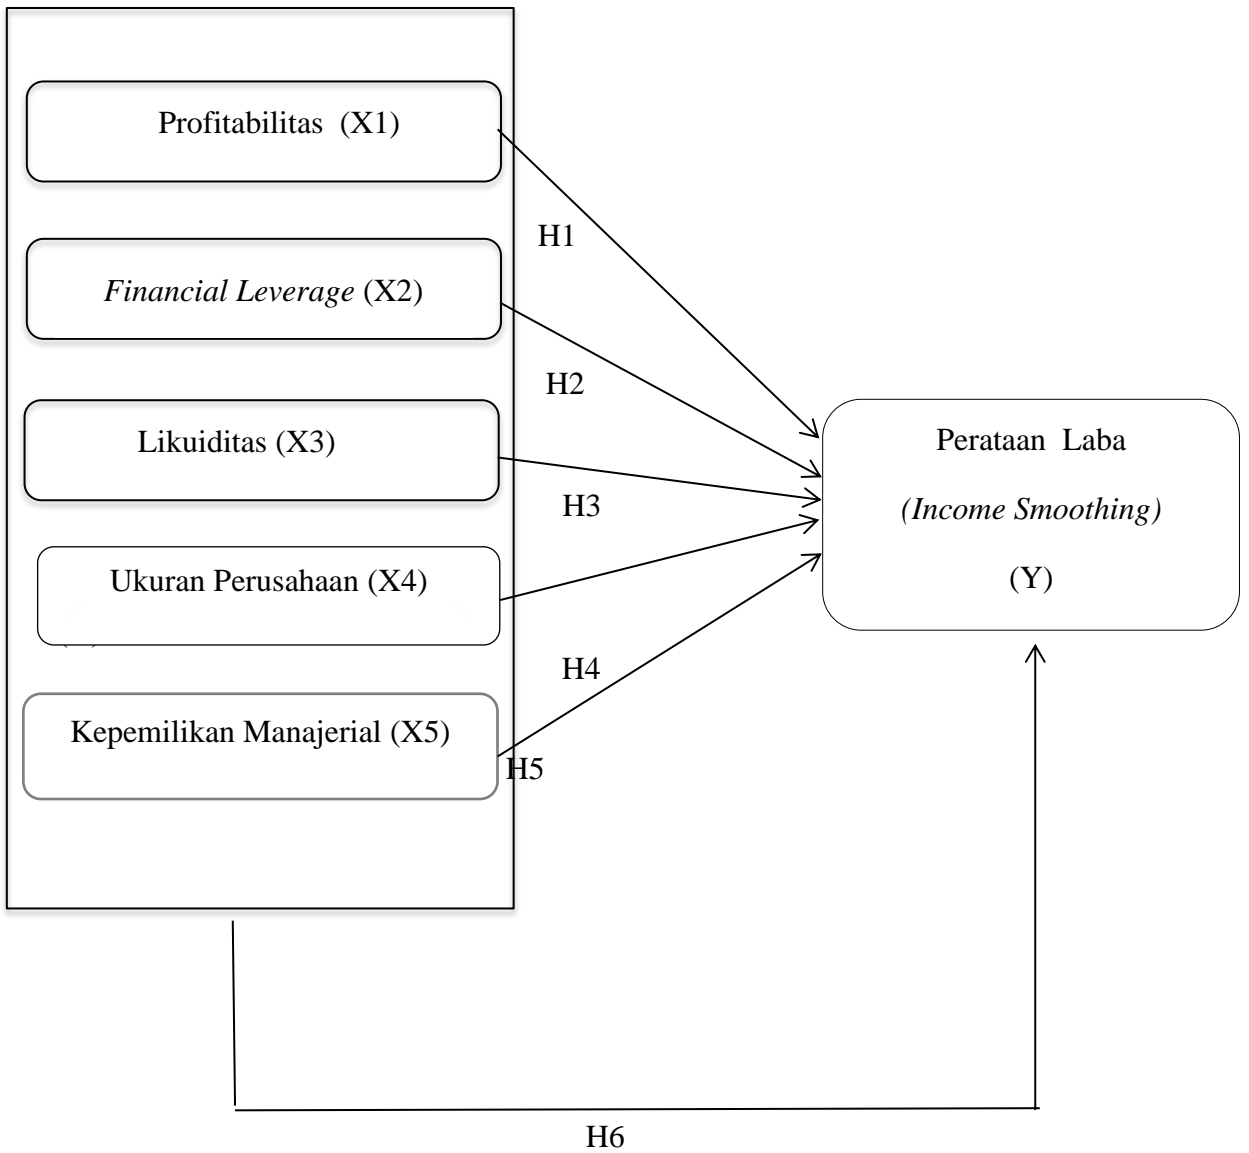 Profitabilitas (X1)
H1
Financial Leverage (X2)
H2
Likuiditas (X3)
H3
Perataan Laba
(Income Smoothing)
(Y)
Ukuran Perusahaan (X4)
H4
Kepemilikan Manajerial (X5)
H5
H6